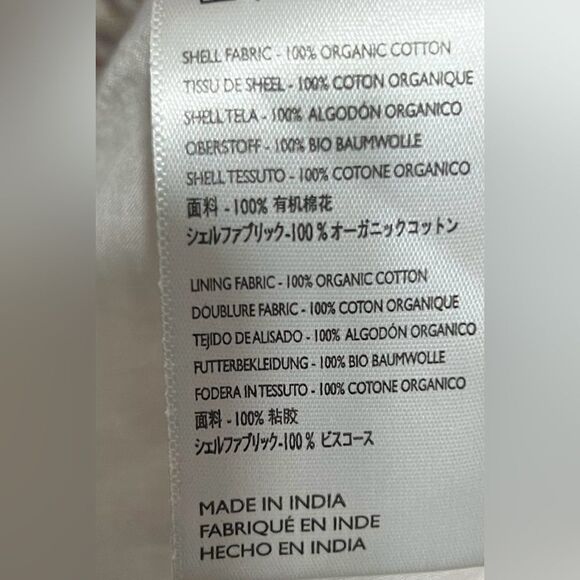 SHELL FABRIC - 100% ORGANIC COTTON
TISSU DE SHEEL - 100% COTON ORGANIQUE
SHELL TELA - 100% ALGODÓN ORGANICO
OBERSTOFF - 100% BIO BAUMWOLLE
SHELL TESSUTO - 100% COTONE ORGANICO
面料 - 100% 有机棉花
シェルファブリック-100 % オーガニックコットン
LINING FABRIC - 100% ORGANIC COTTON
DOUBLURE FABRIC - 100% COTON ORGANIQUE
TEJIDO DE ALISADO - 100% ALGODÓN ORGANICO
FUTTERBEKLEIDUNG - 100% BIO BAUMWOLLE
FODERA IN TESSUTO - 100% COTONE ORGANICO
面料 - 100% 粘胶
シェルファブリック-100 % ビスコース
MADE IN INDIA
FABRIQUÉ EN INDE
HECHO EN INDIA